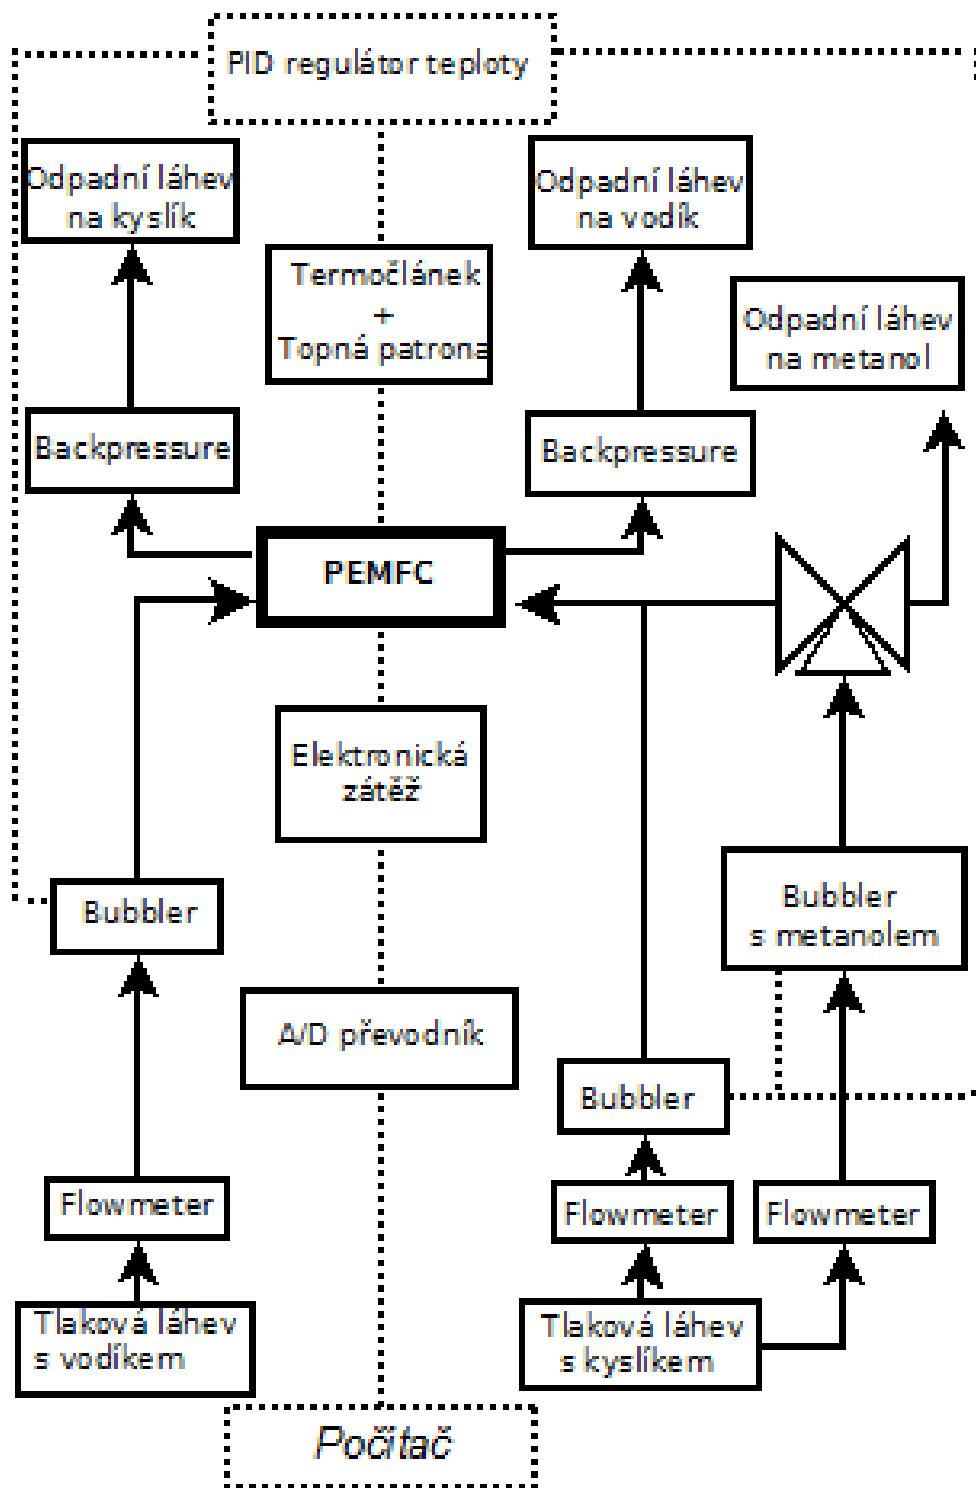 PID regulátor teploty
Odpadní láhev
na kyslík
Odpadní láhev
na vodík
Termočlánek
+
Topná patrona
Odpadní láhev
na metanol
Backpressure
Backpressure
PEMFC
Elektronická
zátěž
Bubbler
Bubbler
s metanolem
A/D převodník
Bubbler
Flowmeter
Flowmeter
Flowmeter
Tlaková láhev
s vodíkem
Tlaková láhev
s kyslíkem
Počítač